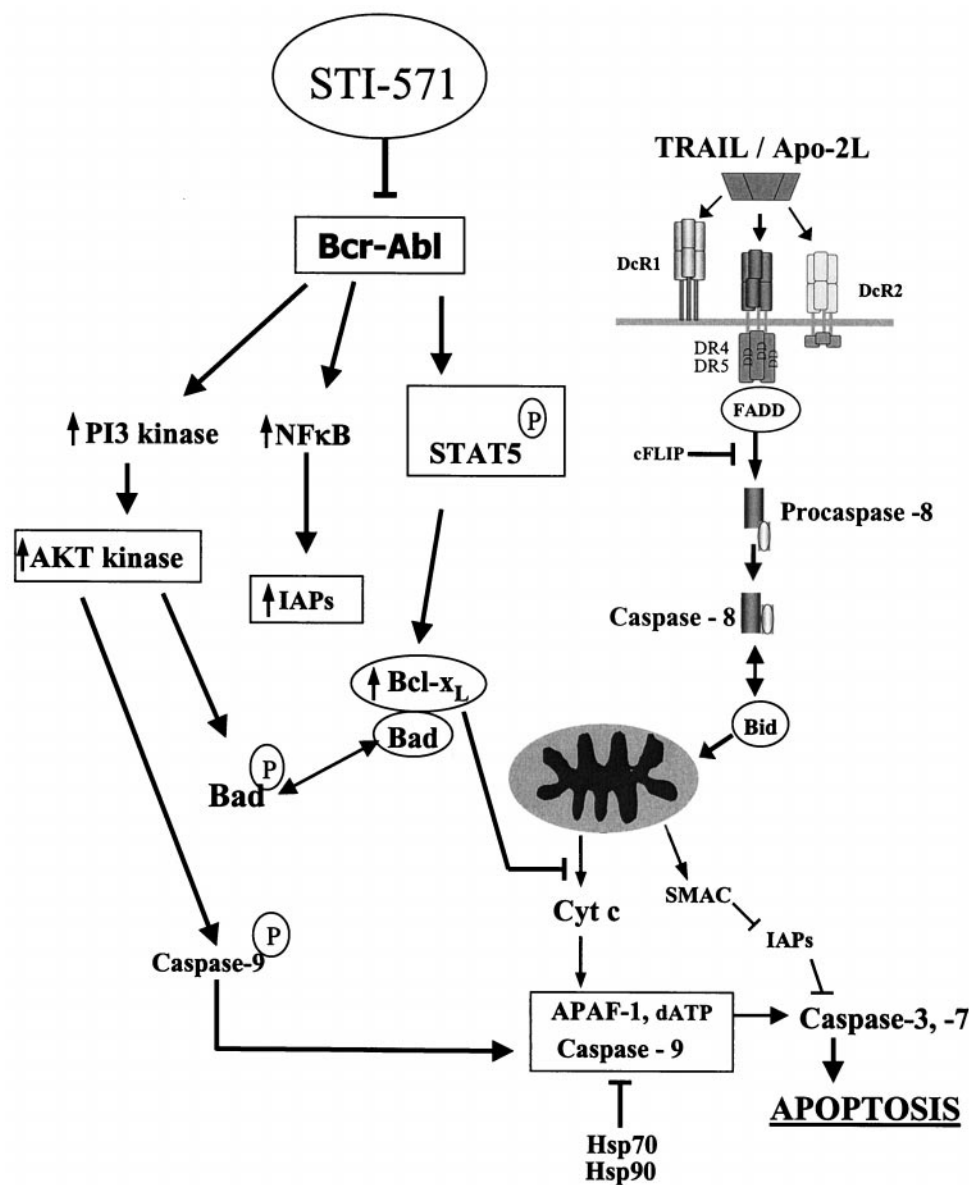 STI-571
TRAIL / Apo-2L
Bcr-Abl
DcR1
DcR2
DR4
DR5
DD
DD
DD
FADD
PI3 kinase
NFκB
P
STAT5
cFLIP
Procaspase -8
AKT kinase
IAPs
Caspase - 8
Bcl-xL
Bad
Bid
P
Bad
SMAC
Cyt c
IAPs
P
Caspase-9
APAF-1, dATP
Caspase - 9
Caspase-3, -7
APOPTOSIS
Hsp70
Hsp90